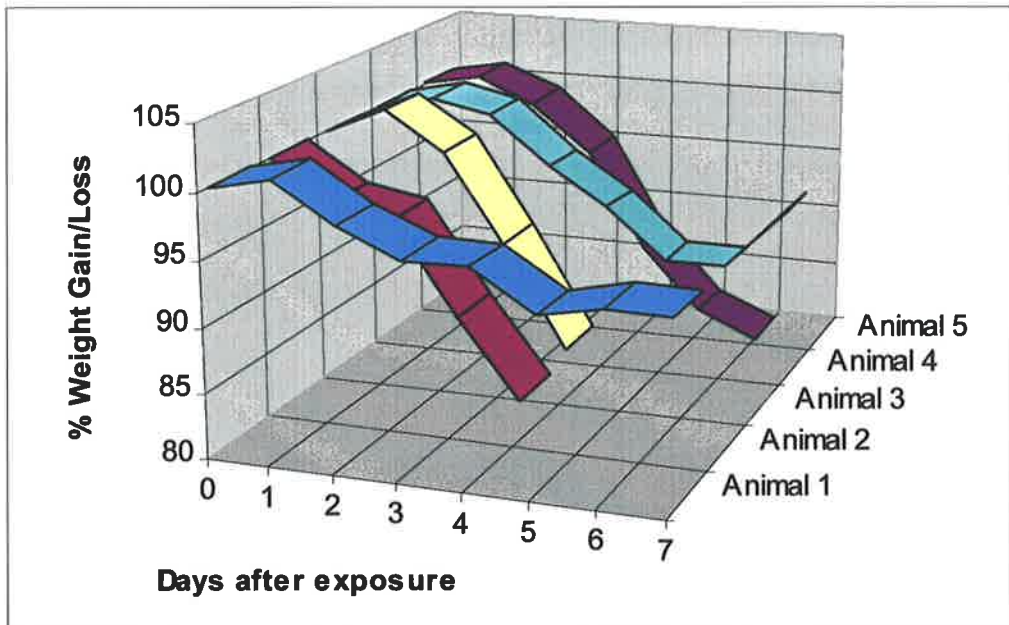 % Weight Gain/Loss
105
100
95
90
85
80
0
1
2
3
4
5
6
7
Days after exposure
Animal 5
Animal 4
Animal 3
Animal 2
Animal 1